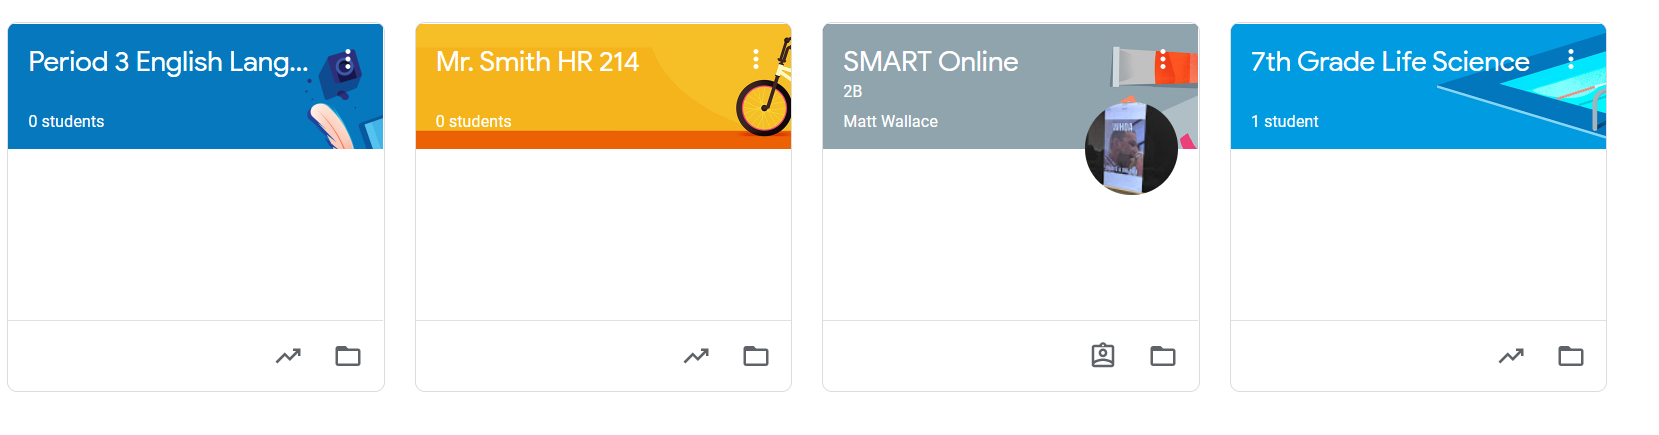 Period 3 English Lang...
0 students
Mr. Smith HR 214
0 students
SMART Online
2B
Matt Wallace
WHOA
7th Grade Life Science
1 student